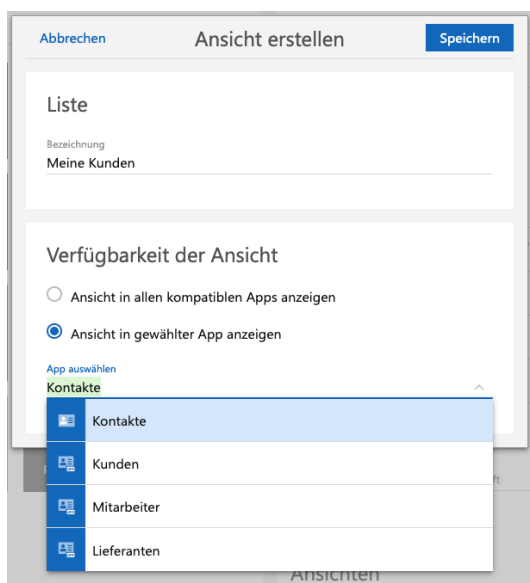 Abbrechen
Ansicht erstellen
Speichern
Liste
Bezeichnung
Meine Kunden
Verfügbarkeit der Ansicht
Ansicht in allen kompatiblen Apps anzeigen
Ansicht in gewählter App anzeigen
App auswählen
Kontakte
Kontakte
Kunden
Mitarbeiter
Lieferanten
Ansichten